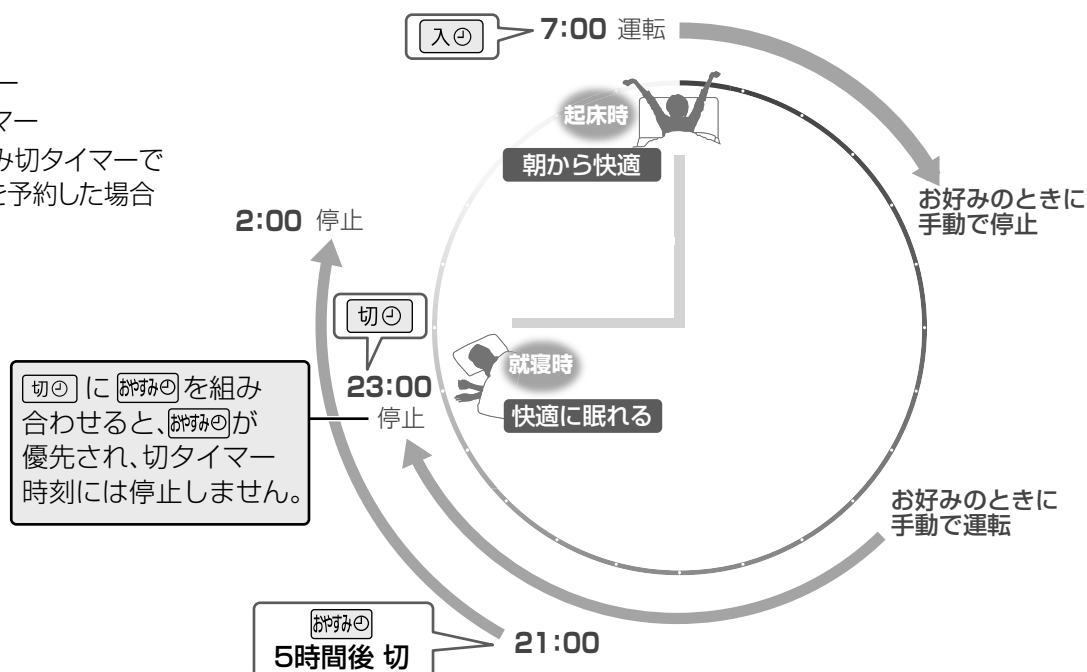 ー
マー
み切タイマーで
を予約した場合
入
7:00 運転
起床時
朝から快適
お好みのときに
手動で停止
2:00 停止
切
23:00
停止
就寝時
快適に眠れる
切 に おやすみ を組み
合わせると、おやすみ が
優先され、切タイマー
時刻には停止しません。
お好みのときに
手動で運転
おやすみ
5時間後 切
21:00